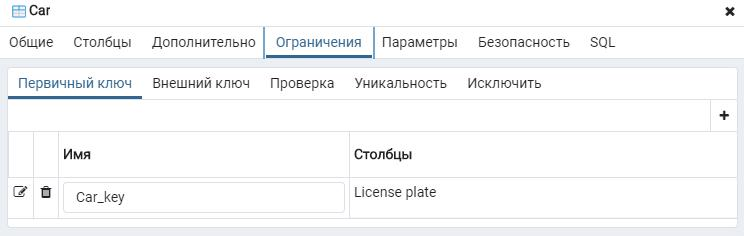 Car
Общие Столбцы Дополнительно Ограничения Параметры Безопасность SQL
Первичный ключ Внешний ключ Проверка Уникальность Исключить
Имя Столбцы
Car_key License plate